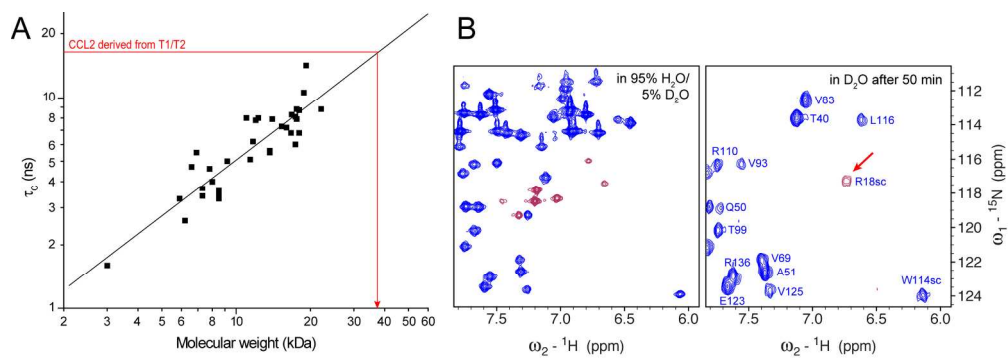 A
CCL2 derived from T1/T2
τc (ns)
10
8
6
5
4
3
2
1
2
3
4
5
6
8
10
20
30
40
50
60
Molecular weight (kDa)
B
in 95% H2O/
5% D2O
7.5
7.0
6.5
6.0
ω2 - 1H (ppm)
in D2O after 50 min
V83
T40
L116
R110
V93
R18sc
Q50
T99
R136
V69
A51
V125
E123
W114sc
112
114
116
118
120
122
124
ω1 - 15N (ppm)
7.5
7.0
6.5
6.0
ω2 - 1H (ppm)